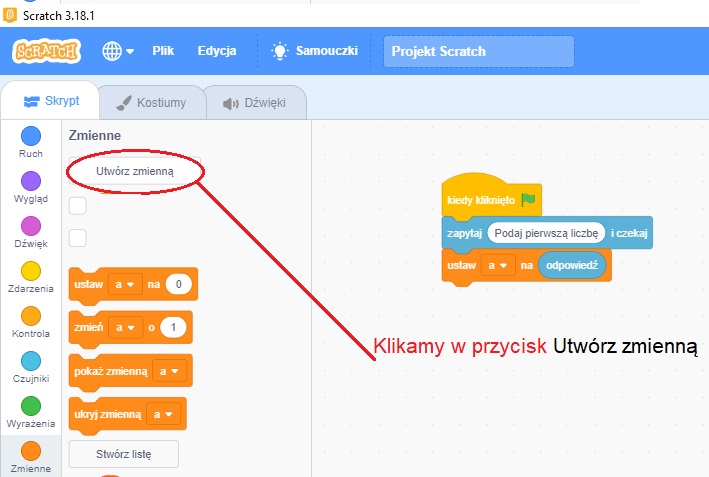 Scratch 3.18.1
SCRATCH
Plik
Edycja
Samouczki
Projekt Scratch
Skrypt
Kostiumy
Dźwięki
Ruch
Wygląd
Dźwięk
Zdarzenia
Kontrola
Czujniki
Wyrażenia
Zmienne
Zmienne
Utwórz zmienną
ustaw a na 0
zmień a o 1
pokaż zmienną a
ukryj zmienną a
Stwórz listę
kiedy kliknięto
zapytaj Podaj pierwszą liczbę i czekaj
ustaw a na odpowiedź
Klikamy w przycisk Utwórz zmienną